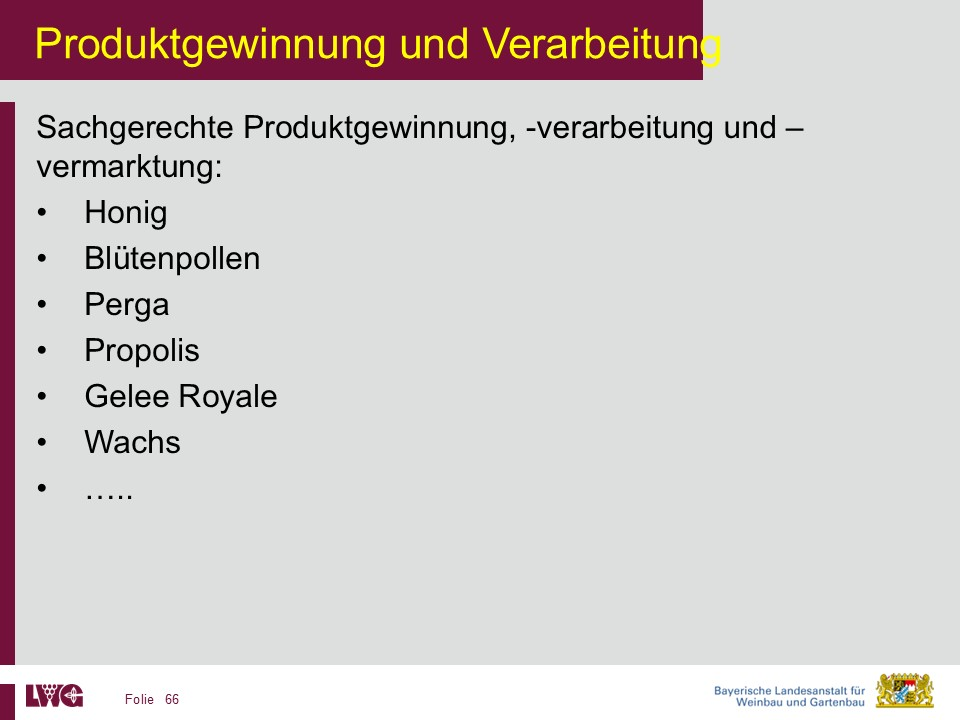 Produktgewinnung und Verarbeitung
Sachgerechte Produktgewinnung, -verarbeitung und –
vermarktung:
• Honig
• Blütenpollen
• Perga
• Propolis
• Gelee Royale
• Wachs
• …..
LWG
Folie 66
Bayerische Landesanstalt für
Weinbau und Gartenbau